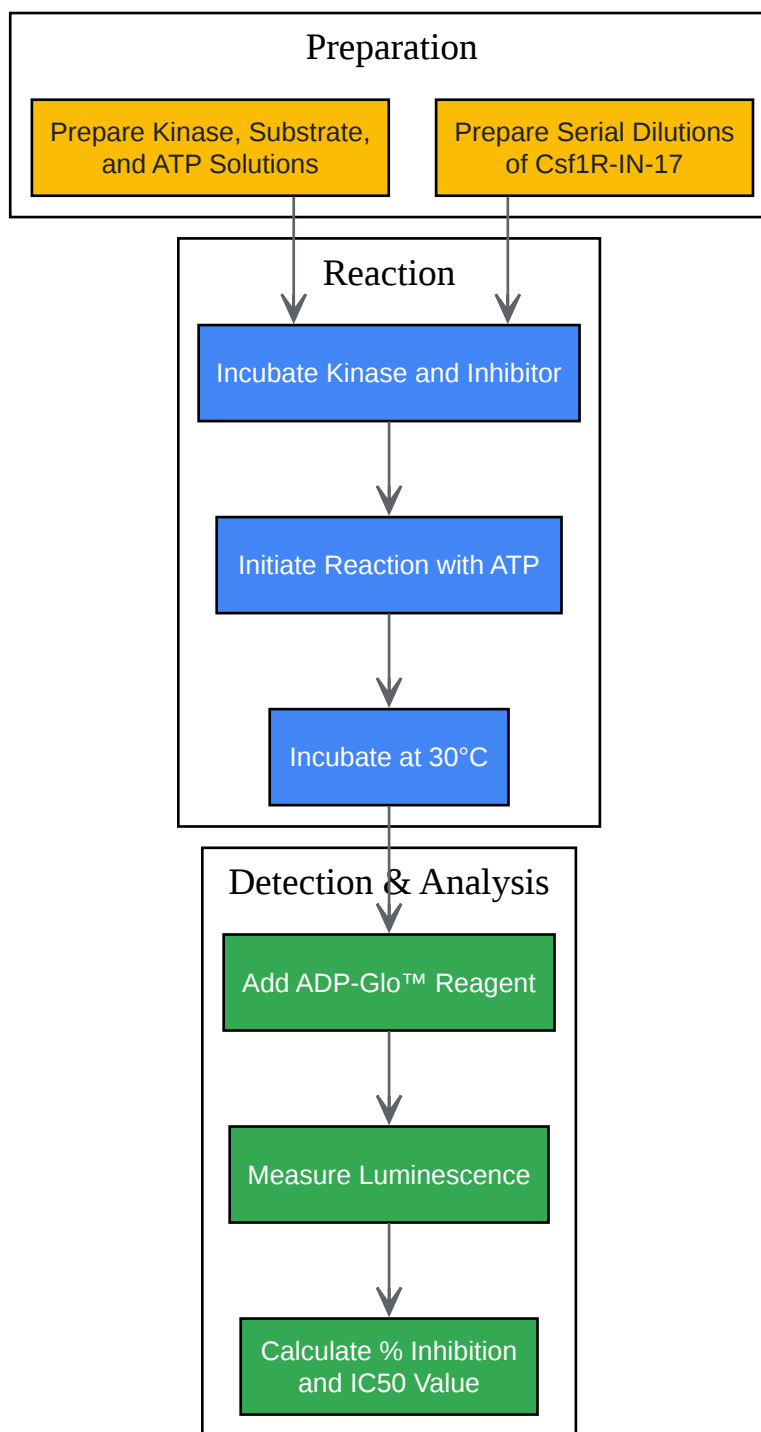 Preparation
Prepare Kinase, Substrate,
and ATP Solutions
Prepare Serial Dilutions
of Csf1R-IN-17
Reaction
Incubate Kinase and Inhibitor
Initiate Reaction with ATP
Incubate at 30°C
Detection & Analysis
Add ADP-Glo™ Reagent
Measure Luminescence
Calculate % Inhibition
and IC50 Value